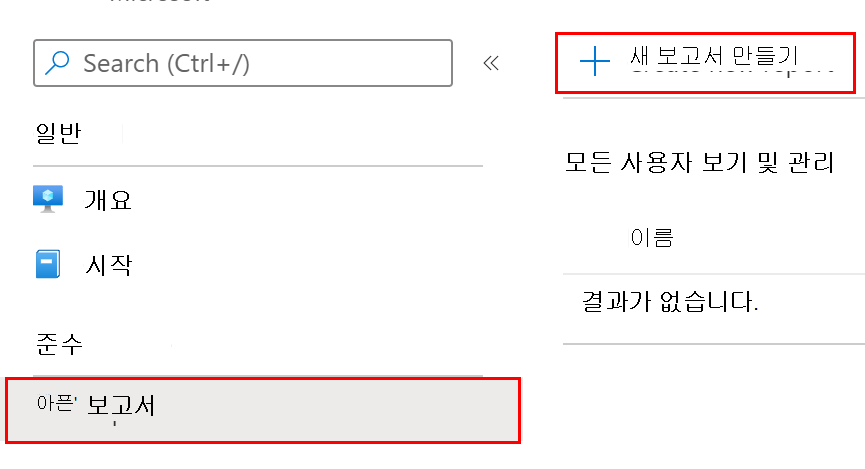 Search (Ctrl+/)
«
일반
개요
시작
준수
아픈' 보고서
새 보고서 만들기
모든 사용자 보기 및 관리
이름
결과가 없습니다.